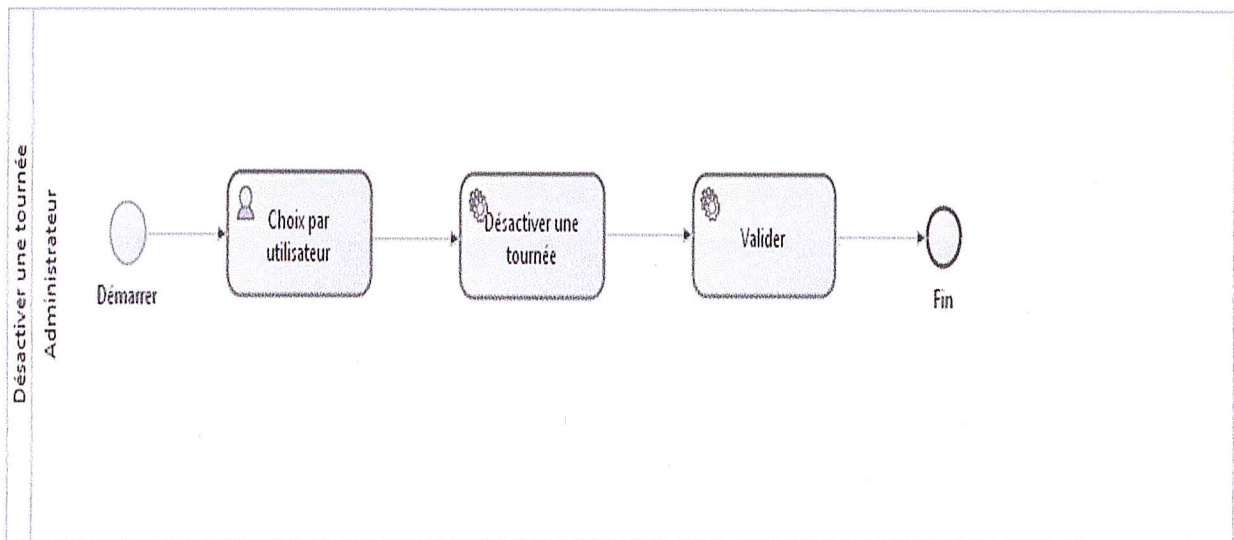 Désactiver une tournée
Administrateur
Démarrer
Choix par
utilisateur
Désactiver une
tournée
Valider
Fin